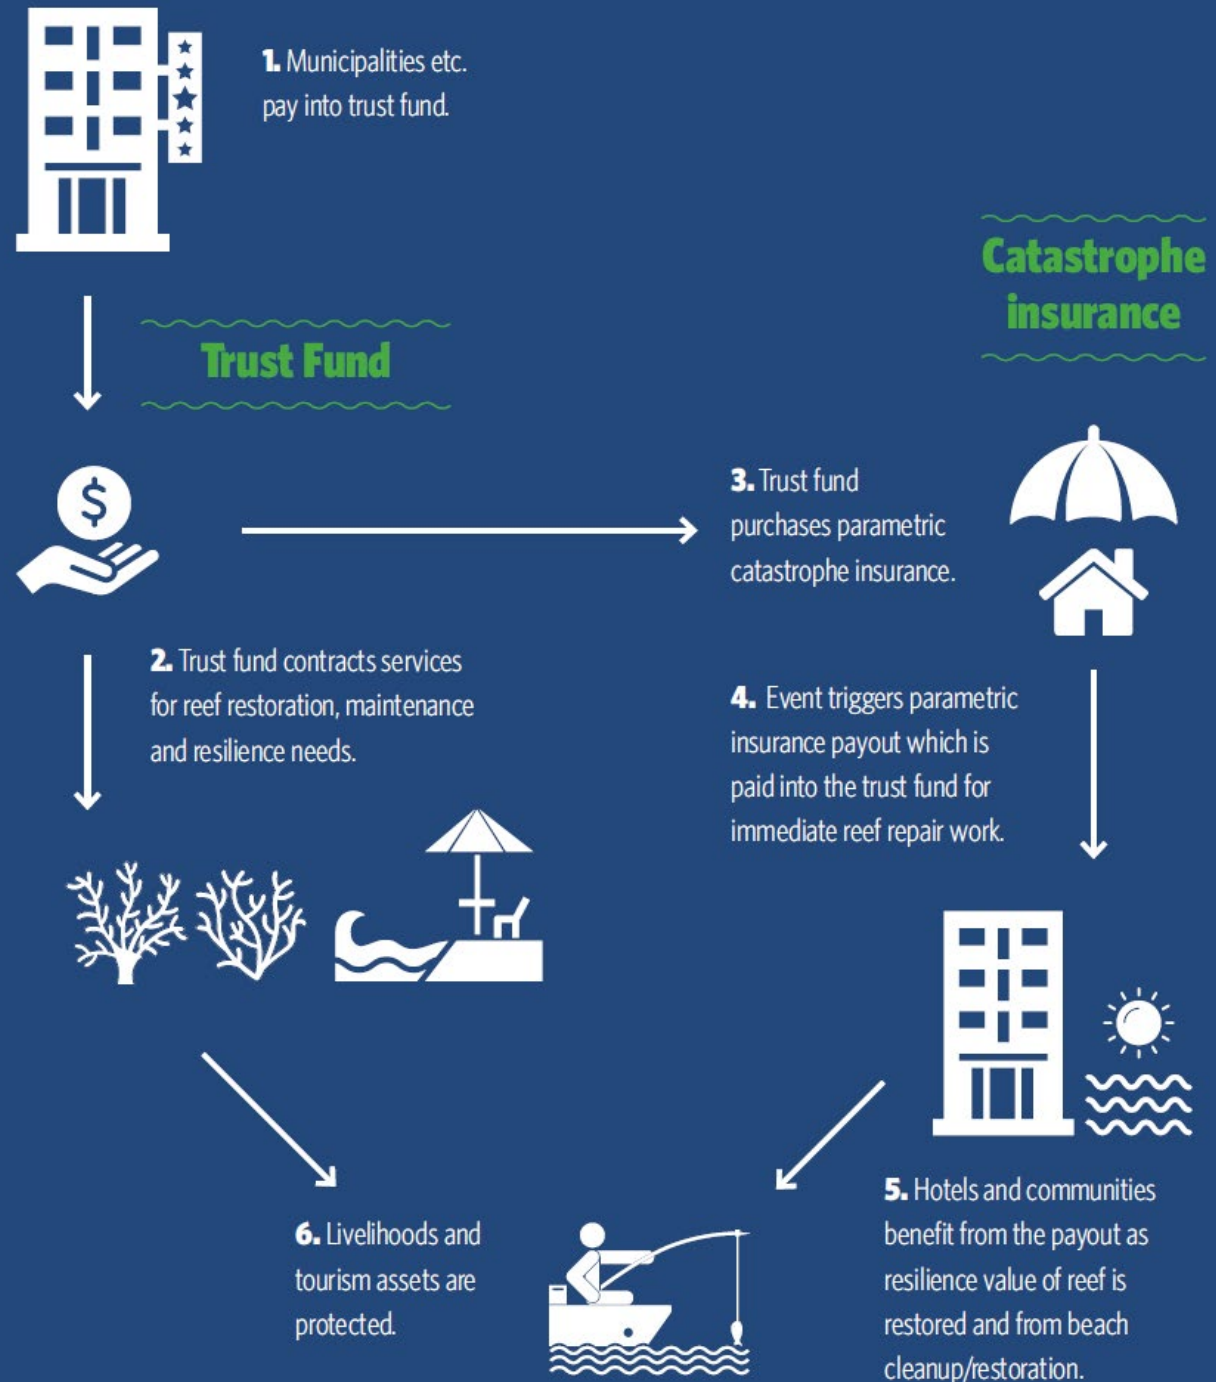 1. Municipalities etc.
pay into trust fund.
Catastrophe
insurance
Trust Fund
$
3. Trust fund
purchases parametric
catastrophe insurance.
2. Trust fund contracts services
for reef restoration, maintenance
and resilience needs.
4. Event triggers parametric
insurance payout which is
paid into the trust fund for
immediate reef repair work.
5. Hotels and communities
benefit from the payout as
resilience value of reef is
restored and from beach
cleanup/restoration.
6. Livelihoods and
tourism assets are
protected.